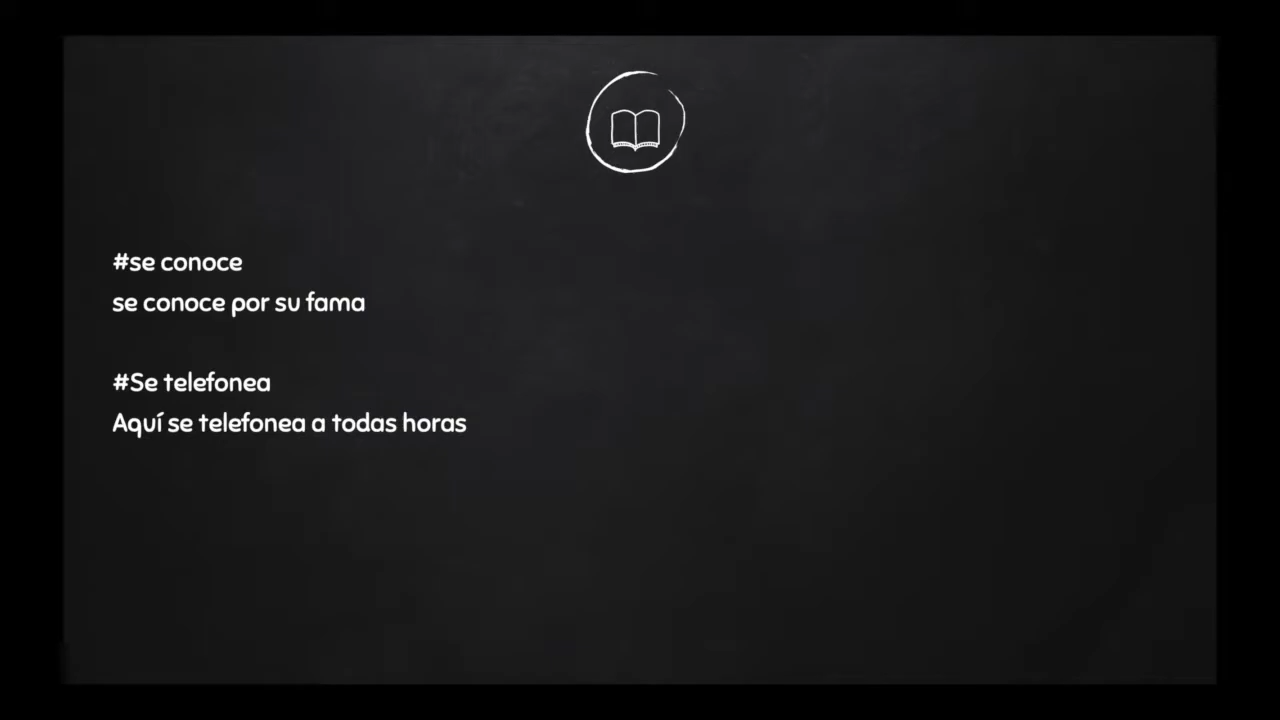 #se conoce
se conoce por su fama
#Se telefonea
Aquí se telefonea a todas horas